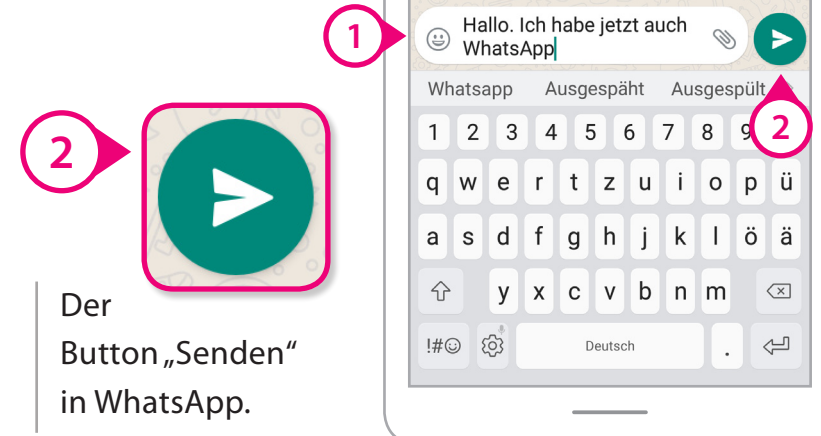 1
Hallo. Ich habe jetzt auch
WhatsApp
Whatsapp Ausgespäht Ausgespült
2
1 2 3 4 5 6 7 8 9
2
q w e r t z u i o p ü
a s d f g h j k l ö ä
y x c v b n m
!#☺ Deutsch .
Der
Button „Senden“
in WhatsApp.